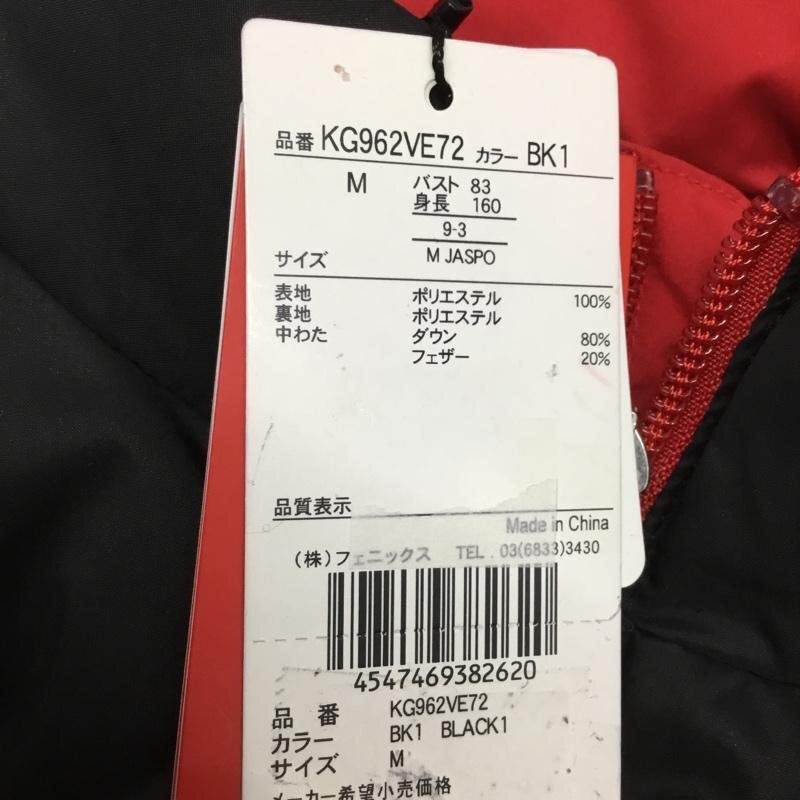 品番 KG962VE72 カラー BK1
M バスト 83
身長 160
9-3
サイズ M JASPO
表地 ポリエステル 100%
裏地 ポリエステル
中わた ダウン 80%
フェザー 20%
品質表示
Made in China
(株)フェニックス TEL . 03(6833)3430
4547469382620
品 番 KG962VE72
カラー BK1 BLACK1
サイズ M
メーカー希望小売価格